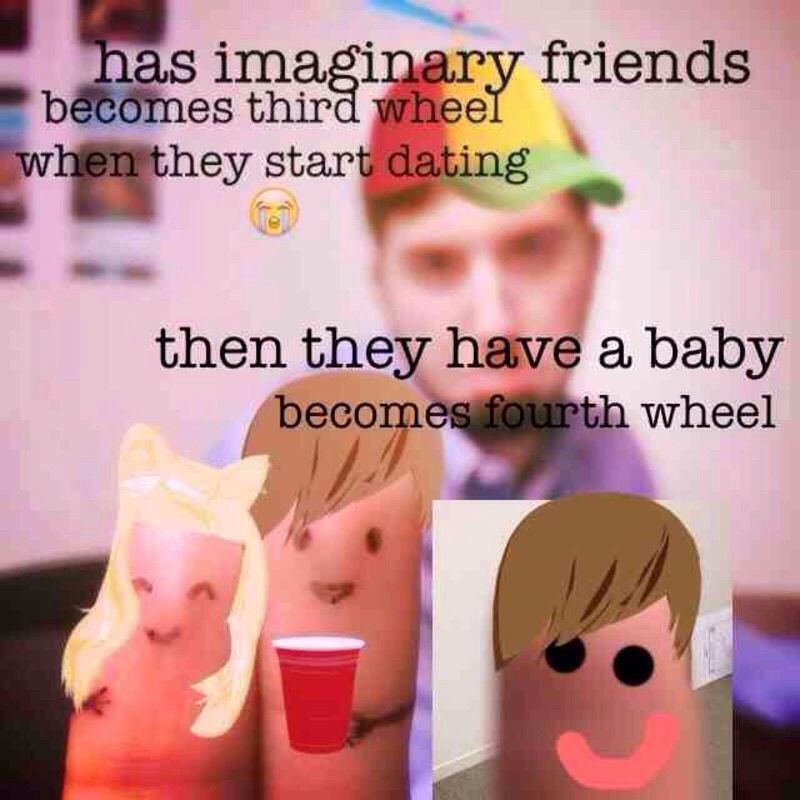 has imaginary friends
becomes third wheel
when they start dating
😭
then they have a baby
becomes fourth wheel